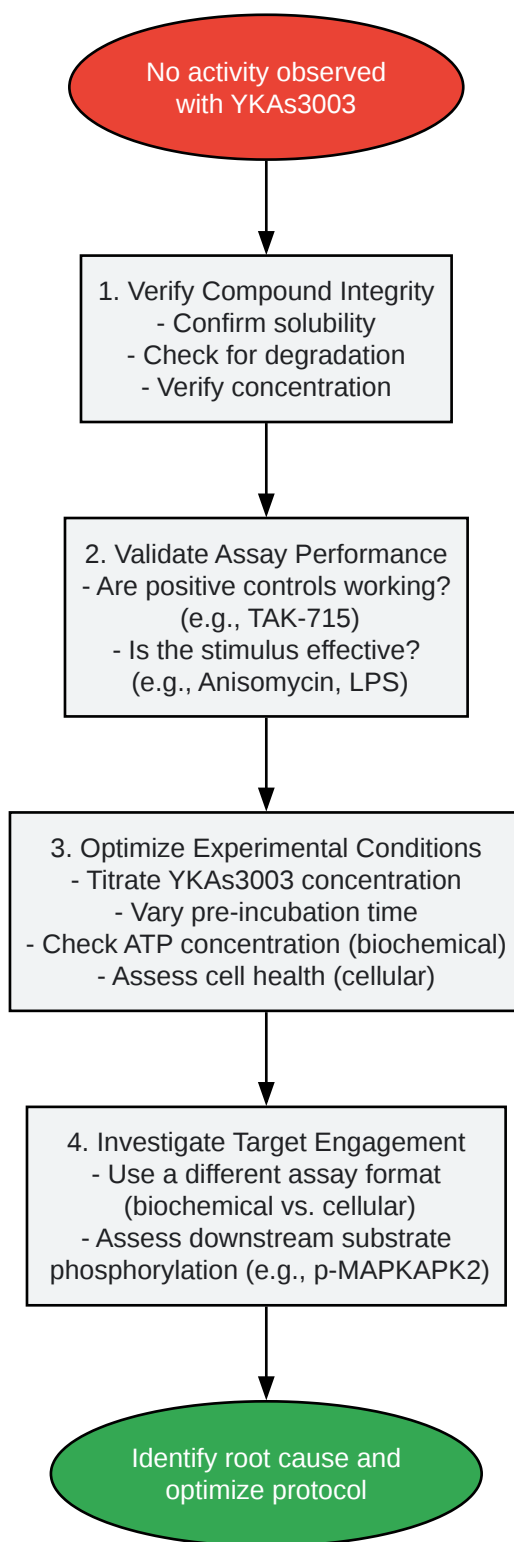 No activity observed
with YKAs3003
1. Verify Compound Integrity
- Confirm solubility
- Check for degradation
- Verify concentration
2. Validate Assay Performance
- Are positive controls working?
(e.g., TAK-715)
- Is the stimulus effective?
(e.g., Anisomycin, LPS)
3. Optimize Experimental Conditions
- Titrate YKAs3003 concentration
- Vary pre-incubation time
- Check ATP concentration (biochemical)
- Assess cell health (cellular)
4. Investigate Target Engagement
- Use a different assay format
(biochemical vs. cellular)
- Assess downstream substrate
phosphorylation (e.g., p-MAPKAPK2)
Identify root cause and
optimize protocol